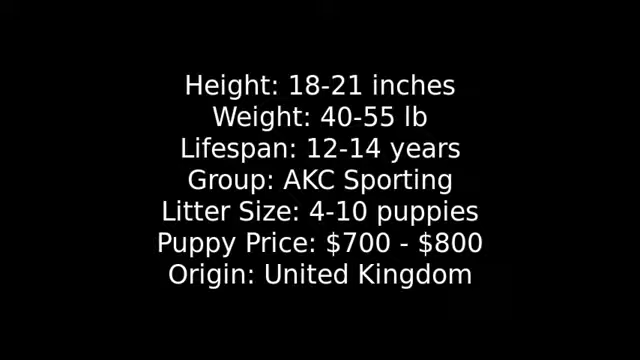 Height: 18-21 inches
Weight: 40-55 lb
Lifespan: 12-14 years
Group: AKC Sporting
Litter Size: 4-10 puppies
Puppy Price: $700 - $800
Origin: United Kingdom